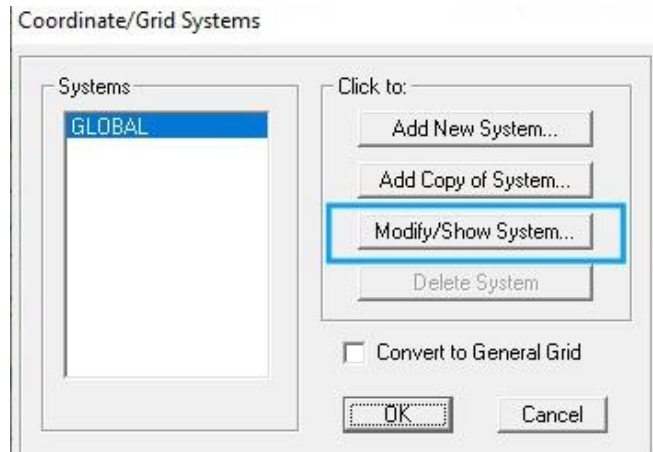 Coordinate/Grid Systems
Systems
GLOBAL
Click to:
Add New System...
Add Copy of System...
Modify/Show System...
Delete System
Convert to General Grid
OK
Cancel